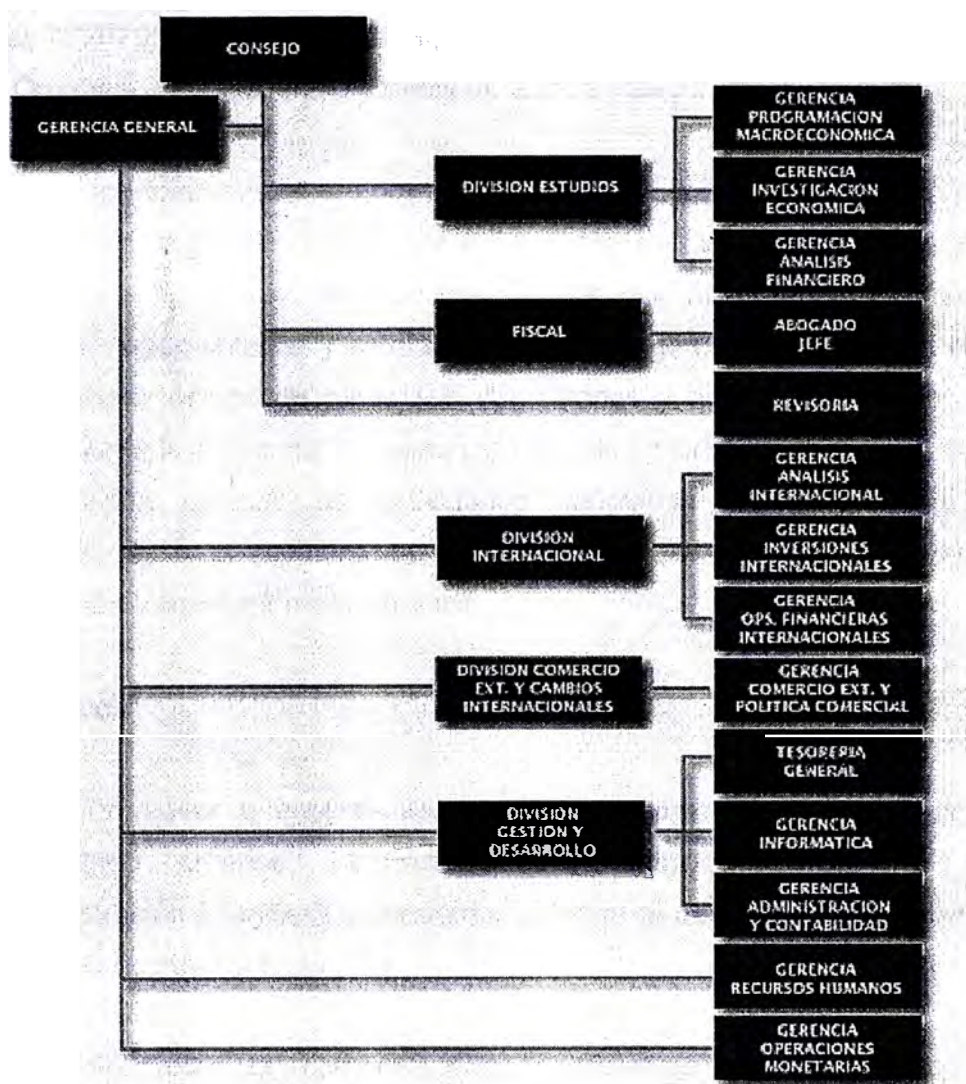 CONSEJO
GERENCIA GENERAL
GERENCIA
PROGRAMACION
MACROECONOMICA
DIVISION ESTUDIOS
GERENCIA
INVESTIGACION
ECONOMICA
GERENCIA
ANALISIS
FINANCIERO
FISCAL
ABOGADO
JEFE
REVISORIA
GERENCIA
ANALISIS
INTERNACIONAL
DIVISION
INTERNACIONAL
GERENCIA
INVERSIONES
INTERNACIONALES
GERENCIA
OPS. FINANCIERAS
INTERNACIONALES
DIVISION COMERCIO
EXT. Y CAMBIOS
INTERNACIONALES
GERENCIA
COMERCIO EXT. Y
POLITICA COMERCIAL
TESORERIA
GENERAL
DIVISION
GESTION Y
DESARROLLO
GERENCIA
INFORMATICA
GERENCIA
ADMINISTRACION
Y CONTABILIDAD
GERENCIA
RECURSOS HUMANOS
GERENCIA
OPERACIONES
MONETARIAS